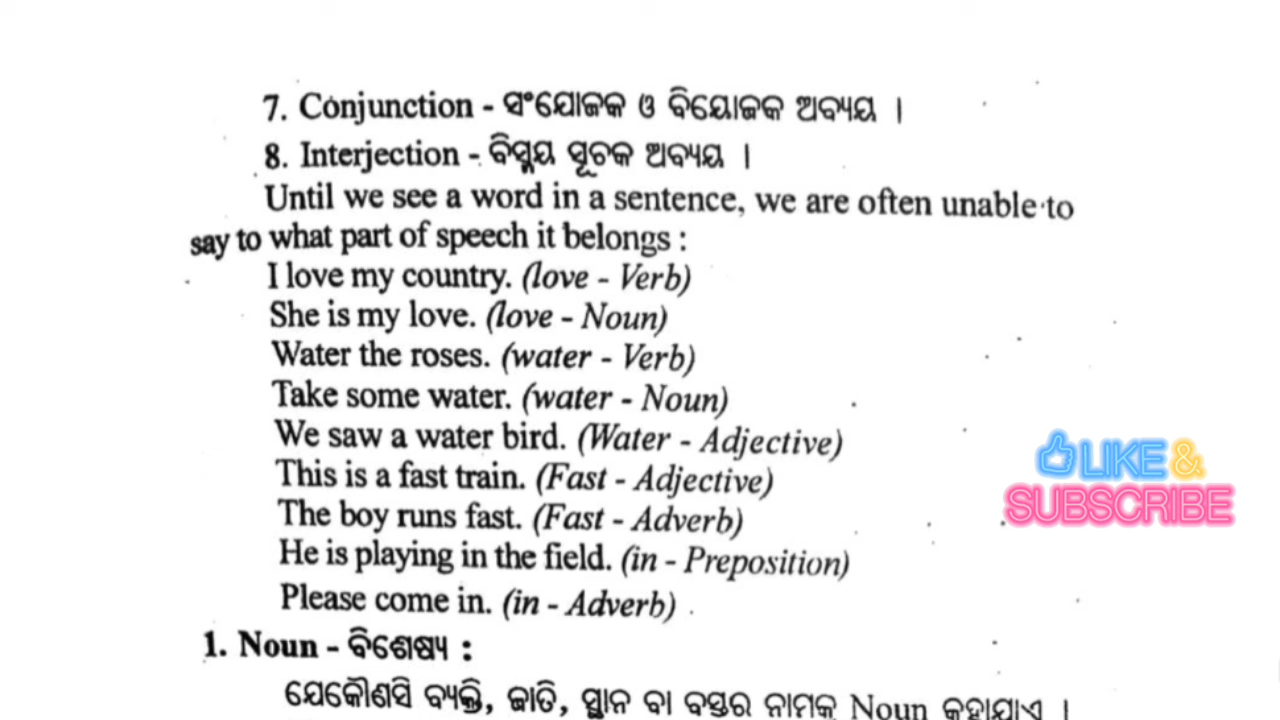 7. Conjunction - ସଂଯୋଜକ ଓ ବିୟୋଜକ ଅବ୍ୟୟ ।
8. Interjection - ବିସ୍ମୟ ସୂଚକ ଅବ୍ୟୟ ।
Until we see a word in a sentence, we are often unable to
say to what part of speech it belongs :
I love my country. (love - Verb)
She is my love. (love - Noun)
Water the roses. (water - Verb)
Take some water. (water - Noun)
We saw a water bird. (Water - Adjective)
This is a fast train. (Fast - Adjective)
The boy runs fast. (Fast - Adverb)
He is playing in the field. (in - Preposition)
Please come in. (in - Adverb)
1. Noun - ବିଶେଷ୍ୟ :
ଯେକୌଣସି ବ୍ୟକ୍ତି, ଜାତି, ସ୍ଥାନ ବା ବସ୍ତୁର ନାମକୁ Noun କୁହାଯାଏ ।
LIKE &
SUBSCRIBE